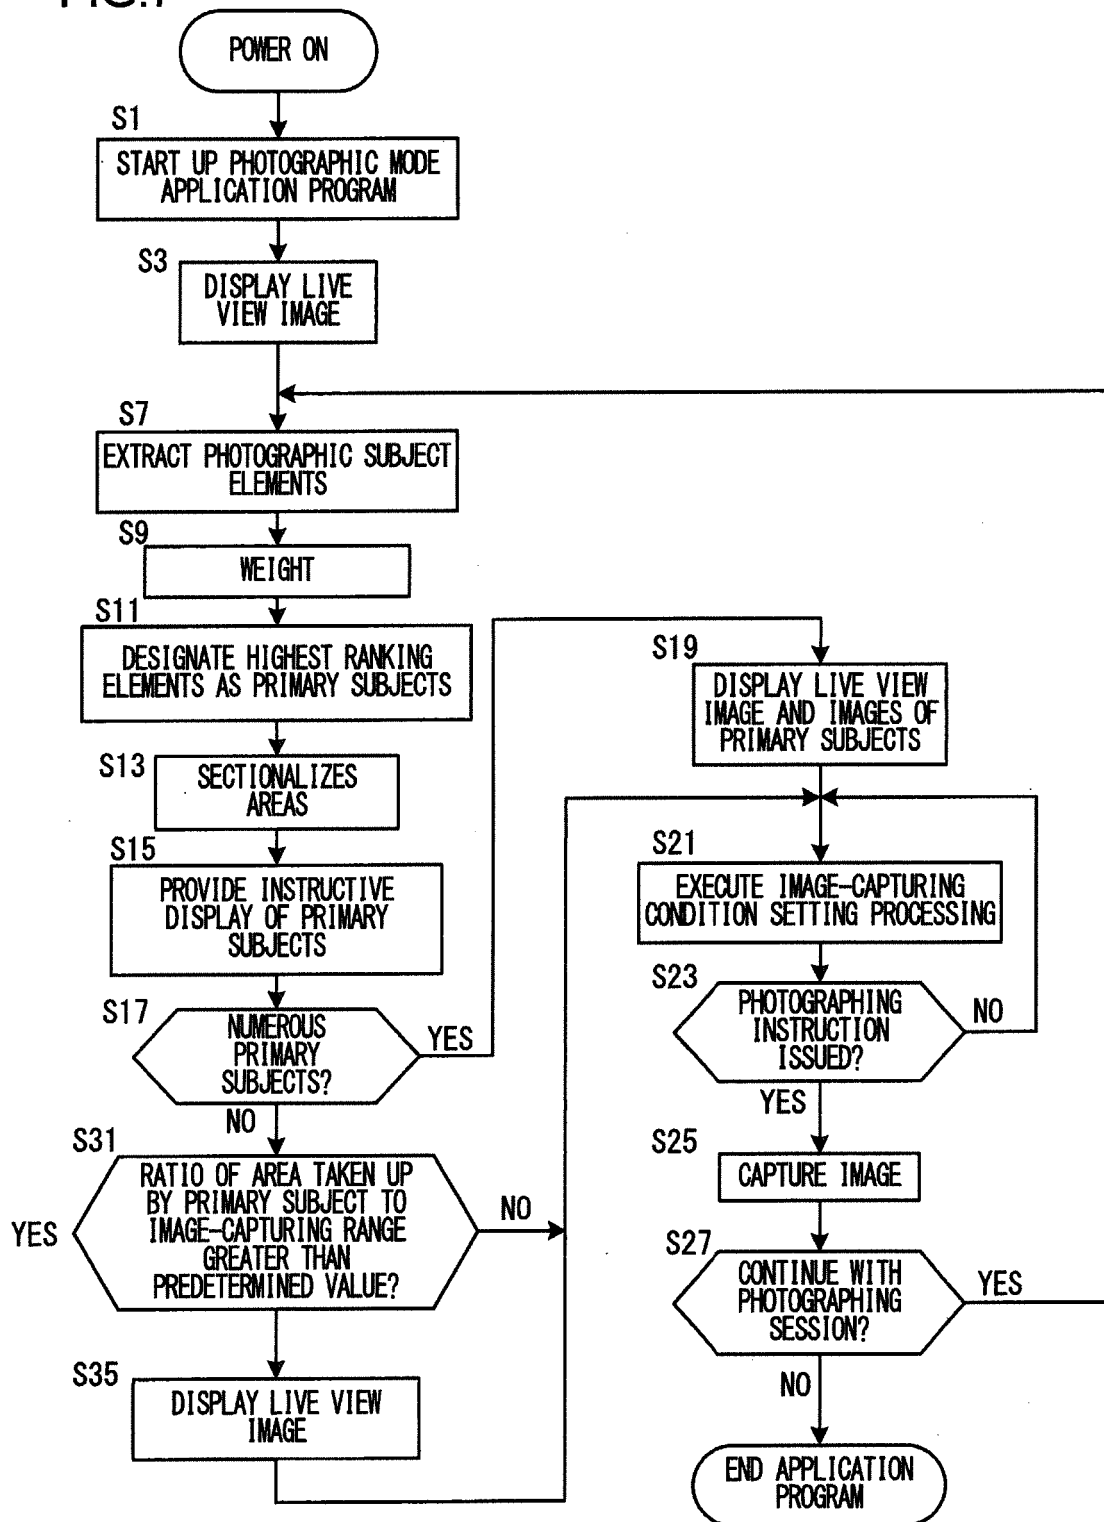 POWER ON
S1
START UP PHOTOGRAPHIC MODE
APPLICATION PROGRAM
S3
DISPLAY LIVE
VIEW IMAGE
S7
EXTRACT PHOTOGRAPHIC SUBJECT
ELEMENTS
S9
WEIGHT
S11
DESIGNATE HIGHEST RANKING
ELEMENTS AS PRIMARY SUBJECTS
S13
SECTIONALIZES
AREAS
S15
PROVIDE INSTRUCTIVE
DISPLAY OF PRIMARY
SUBJECTS
S17
NUMEROUS
PRIMARY
SUBJECTS?
YES
NO
S31
RATIO OF AREA TAKEN UP
BY PRIMARY SUBJECT TO
IMAGE-CAPTURING RANGE
GREATER THAN
PREDETERMINED VALUE?
YES
NO
S35
DISPLAY LIVE VIEW
IMAGE
S19
DISPLAY LIVE VIEW
IMAGE AND IMAGES OF
PRIMARY SUBJECTS
S21
EXECUTE IMAGE-CAPTURING
CONDITION SETTING PROCESSING
S23
PHOTOGRAPHING
INSTRUCTION
ISSUED?
NO
YES
S25
CAPTURE IMAGE
S27
CONTINUE WITH
PHOTOGRAPHING
SESSION?
YES
NO
END APPLICATION
PROGRAM